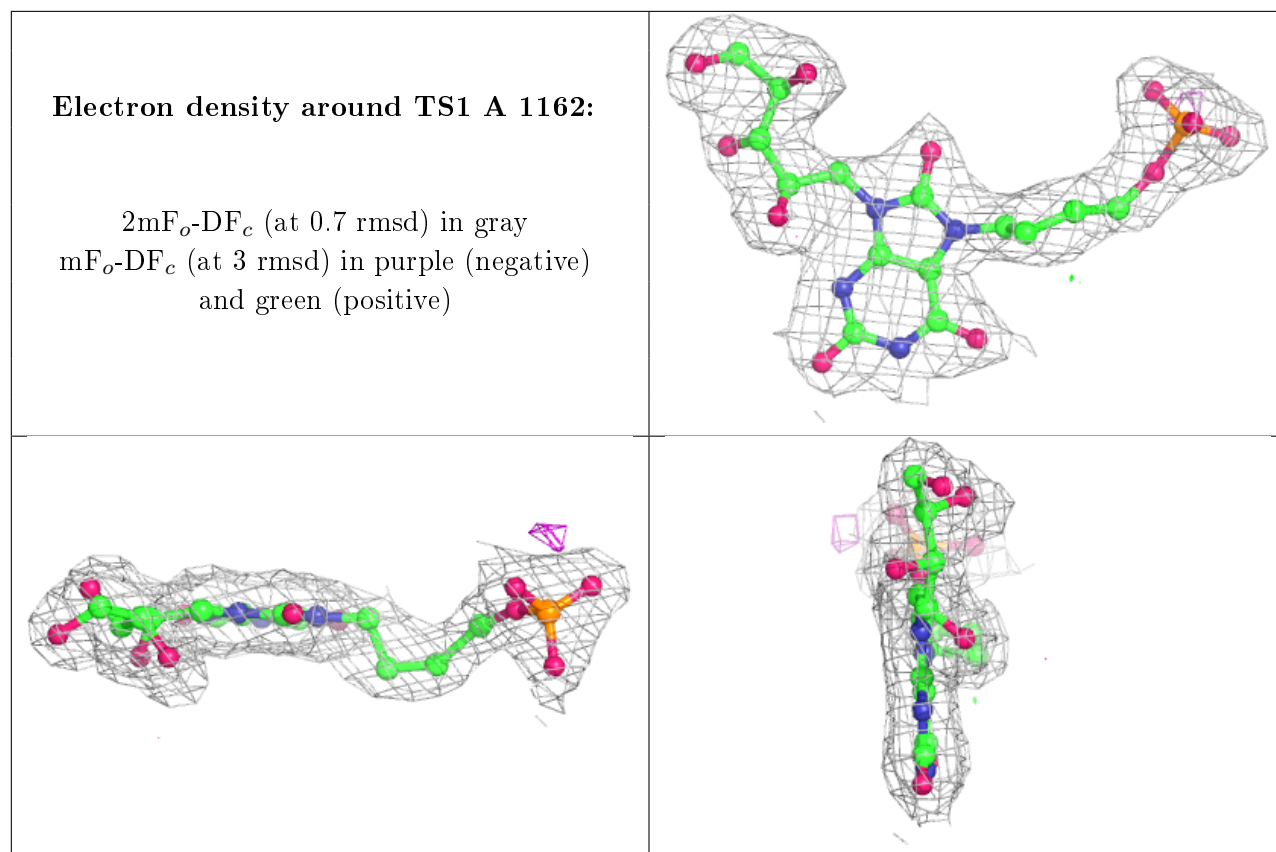 Electron density around TS1 A 1162:
2mFo-DFc (at 0.7 rmsd) in gray
mFo-DFc (at 3 rmsd) in purple (negative)
and green (positive)